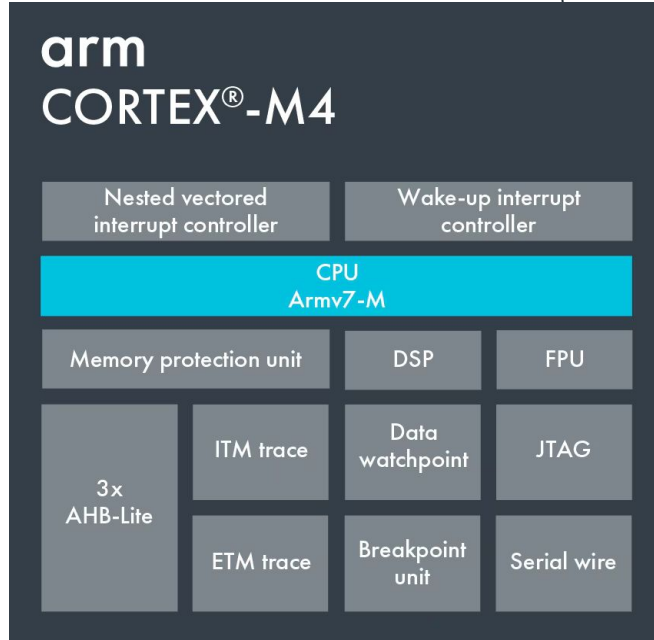 arm
CORTEX®-M4
Nested vectored
interrupt controller
Wake-up interrupt
controller
CPU
Armv7-M
Memory protection unit
DSP
FPU
3x
AHB-Lite
ITM trace
Data
watchpoint
JTAG
ETM trace
Breakpoint
unit
Serial wire